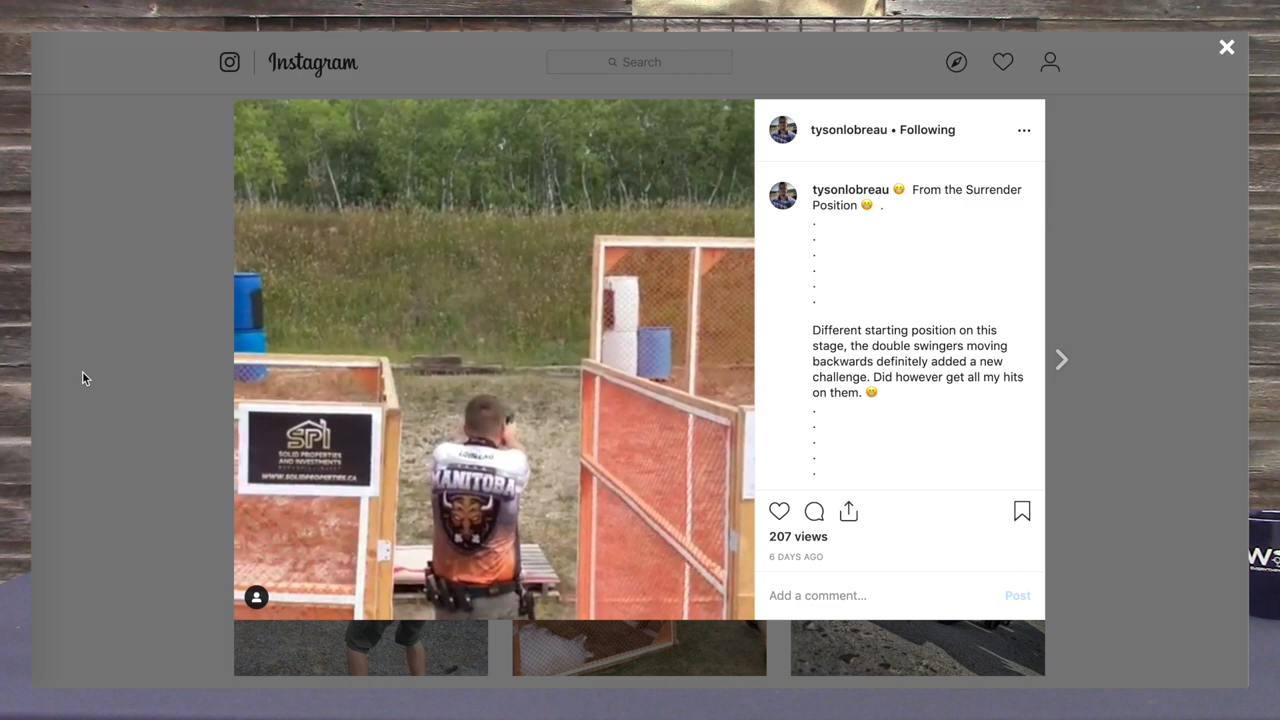 Instagram
Search
tysonlobreau • Following
tysonlobreau 😁 From the Surrender
Position 😁 .
.
.
.
.
.
.
Different starting position on this
stage, the double swingers moving
backwards definitely added a new
challenge. Did however get all my hits
on them. 😁
.
.
.
.
.
207 views
6 DAYS AGO
Add a comment...
Post
SPI
SOLID PROPERTIES
AND INVESTMENTS
WWW.SOLIDPROPERTIES.CA
LOBREAU
MANITOBA